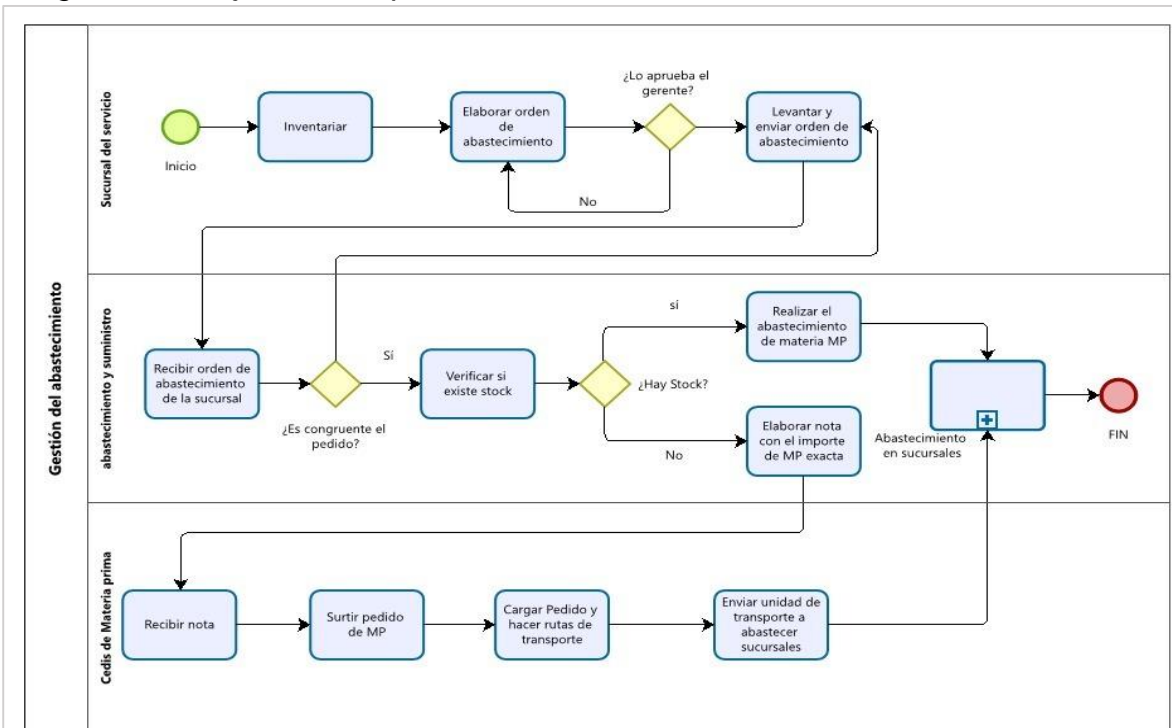 Gestión del abastecimiento
Sucursal del servicio
Inicio
Inventariar
Elaborar orden
de
abastecimiento
¿Lo aprueba el
gerente?
No
Levantar y
enviar orden de
abastecimiento
abastecimiento y suministro
Recibir orden de
abastecimiento
de la sucursal
¿Es congruente el
pedido?
Sí
Verificar si
existe stock
¿Hay Stock?
sí
Realizar el
abastecimiento
de materia MP
No
Elaborar nota
con el importe
de MP exacta
Abastecimiento
en sucursales
FIN
Cedis de Materia prima
Recibir nota
Surtir pedido
de MP
Cargar Pedido y
hacer rutas de
transporte
Enviar unidad de
transporte a
abastecer
sucursales